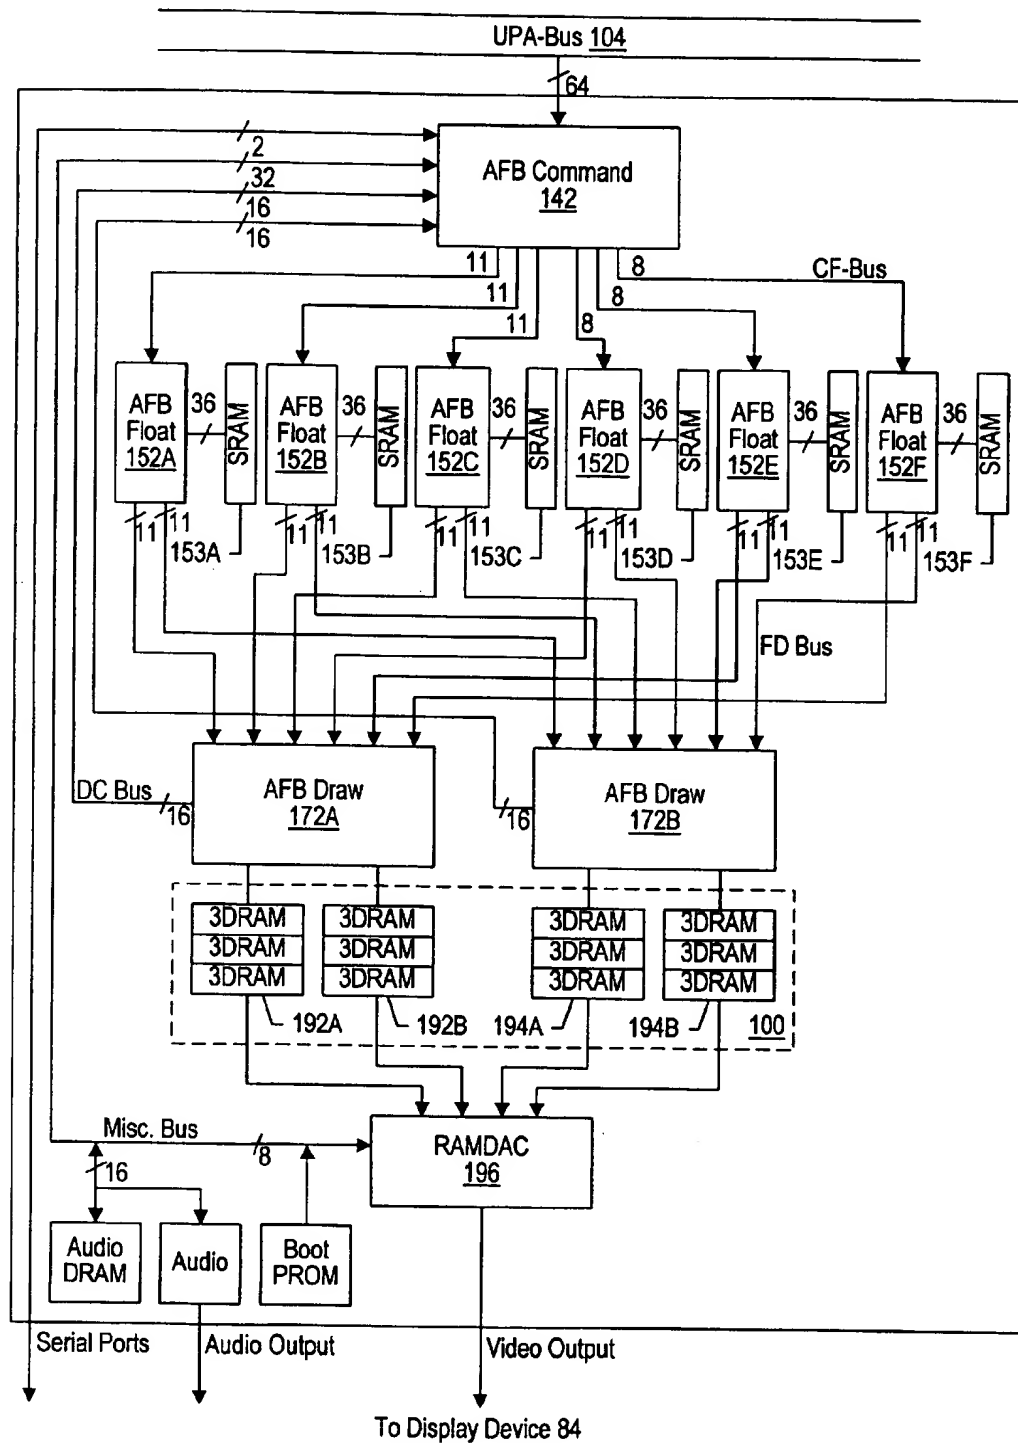 UPA-Bus 104
64
2
32
16
16
AFB Command
142
11
11
11
8
8
8
CF-Bus
AFB
Float
152A
36
SRAM
AFB
Float
152B
36
SRAM
AFB
Float
152C
36
SRAM
AFB
Float
152D
36
SRAM
AFB
Float
152E
36
SRAM
AFB
Float
152F
36
SRAM
11
11
153A
11
11
153B
11
11
153C
11
11
153D
11
11
153E
11
11
153F
FD Bus
DC Bus
16
AFB Draw
172A
16
AFB Draw
172B
3DRAM
3DRAM
3DRAM
192A
3DRAM
3DRAM
3DRAM
192B
3DRAM
3DRAM
3DRAM
194A
3DRAM
3DRAM
3DRAM
194B
100
Misc. Bus
8
16
RAMDAC
196
Audio
DRAM
Audio
Boot
PROM
Serial Ports
Audio Output
Video Output
To Display Device 84